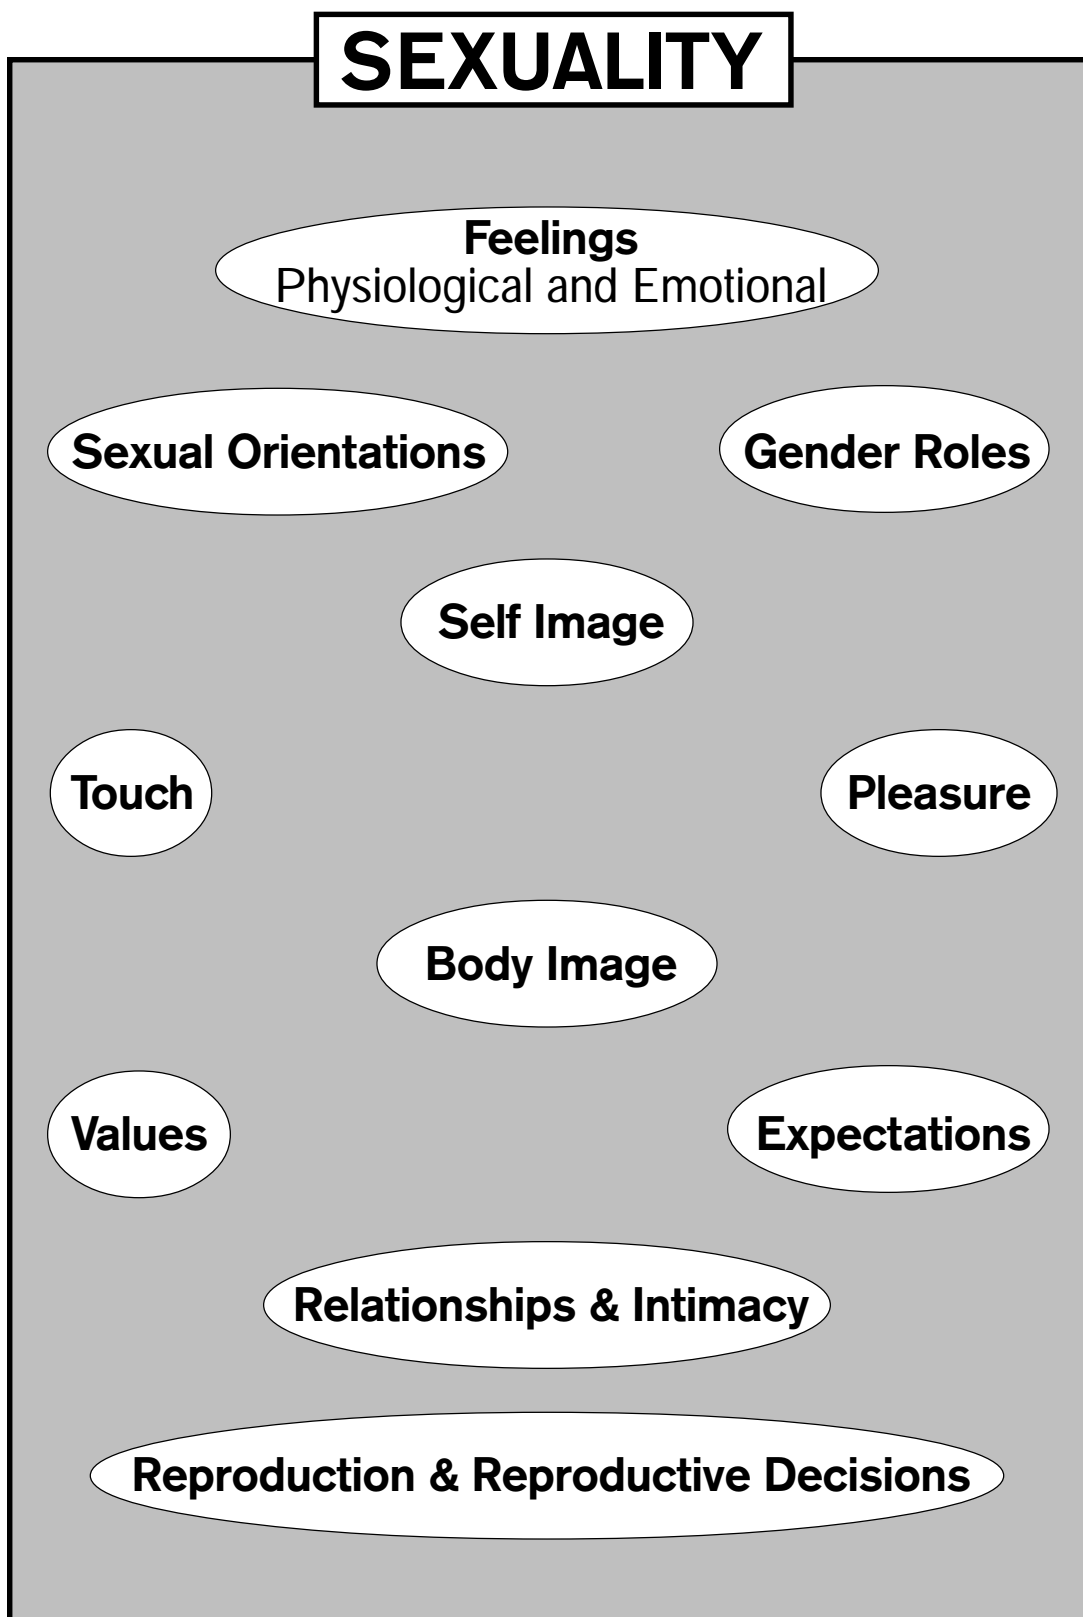 SEXUALITY
Feelings
Physiological and Emotional
Sexual Orientations
Gender Roles
Self Image
Touch
Pleasure
Body Image
Values
Expectations
Relationships & Intimacy
Reproduction & Reproductive Decisions